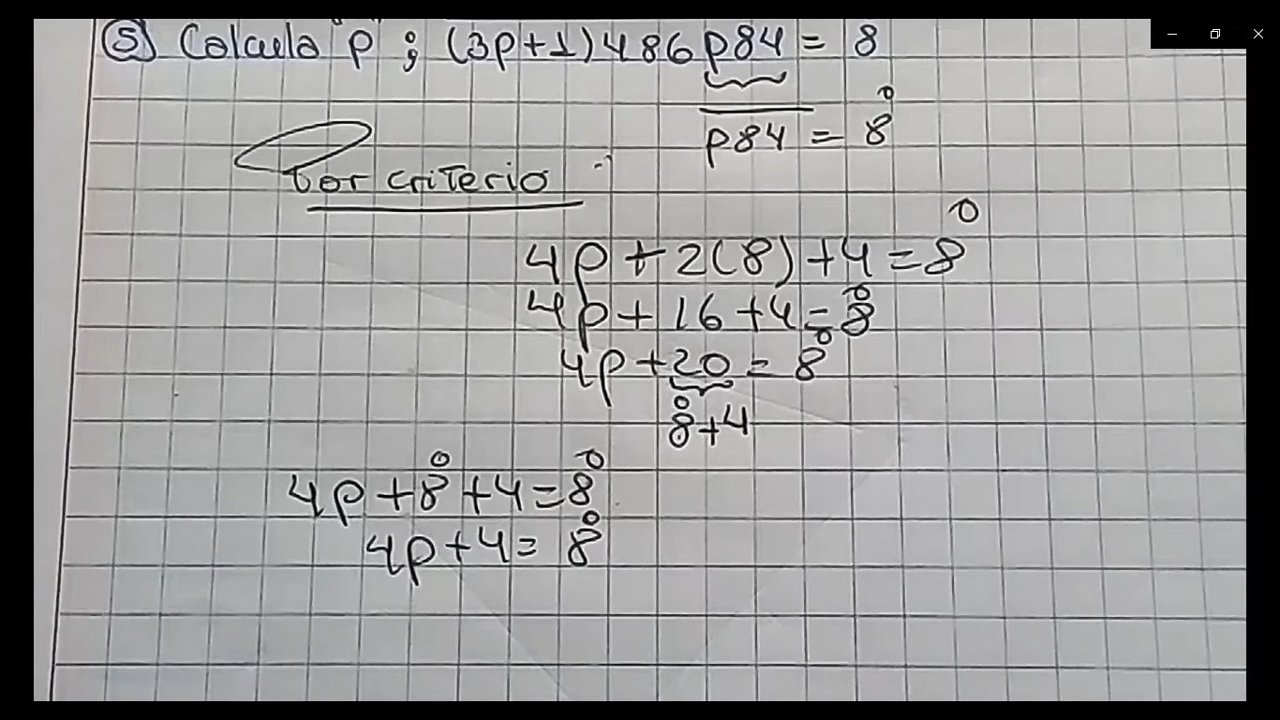 ⑤ Calcula "p" ; (3p+1)486p84 = 8
p84 = 8°
Por criterio :
4p + 2(8) + 4 = 8°
4p + 16 + 4 = 8°
4p + 20 = 8°
8° + 4
4p + 8° + 4 = 8°
4p + 4 = 8°